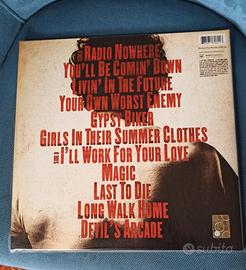 RADIO NOWHERE
YOU'LL BE COMIN' DOWN
LIVIN' IN THE FUTURE
YOUR OWN WORST ENEMY
GYPSY BIKER
GIRLS IN THEIR SUMMER CLOTHES
SIDE B I'LL WORK FOR YOUR LOVE
MAGIC
LAST TO DIE
LONG WALK HOME
DEVIL'S ARCADE
subito